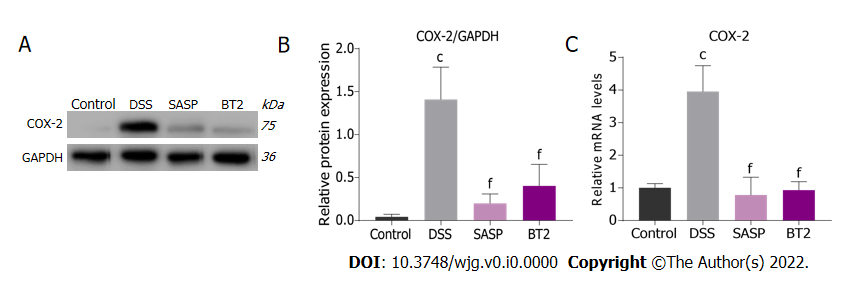 A
Control DSS SASP BT2 kDa
COX-2 75
GAPDH 36
B
COX-2/GAPDH
Relative protein expression
2.0
1.5
1.0
0.5
0.0
c
f
f
Control DSS SASP BT2
C
COX-2
Relative mRNA levels
5
4
3
2
1
0
c
f
f
Control DSS SASP BT2
DOI: 10.3748/wjg.v0.i0.0000 Copyright ©The Author(s) 2022.